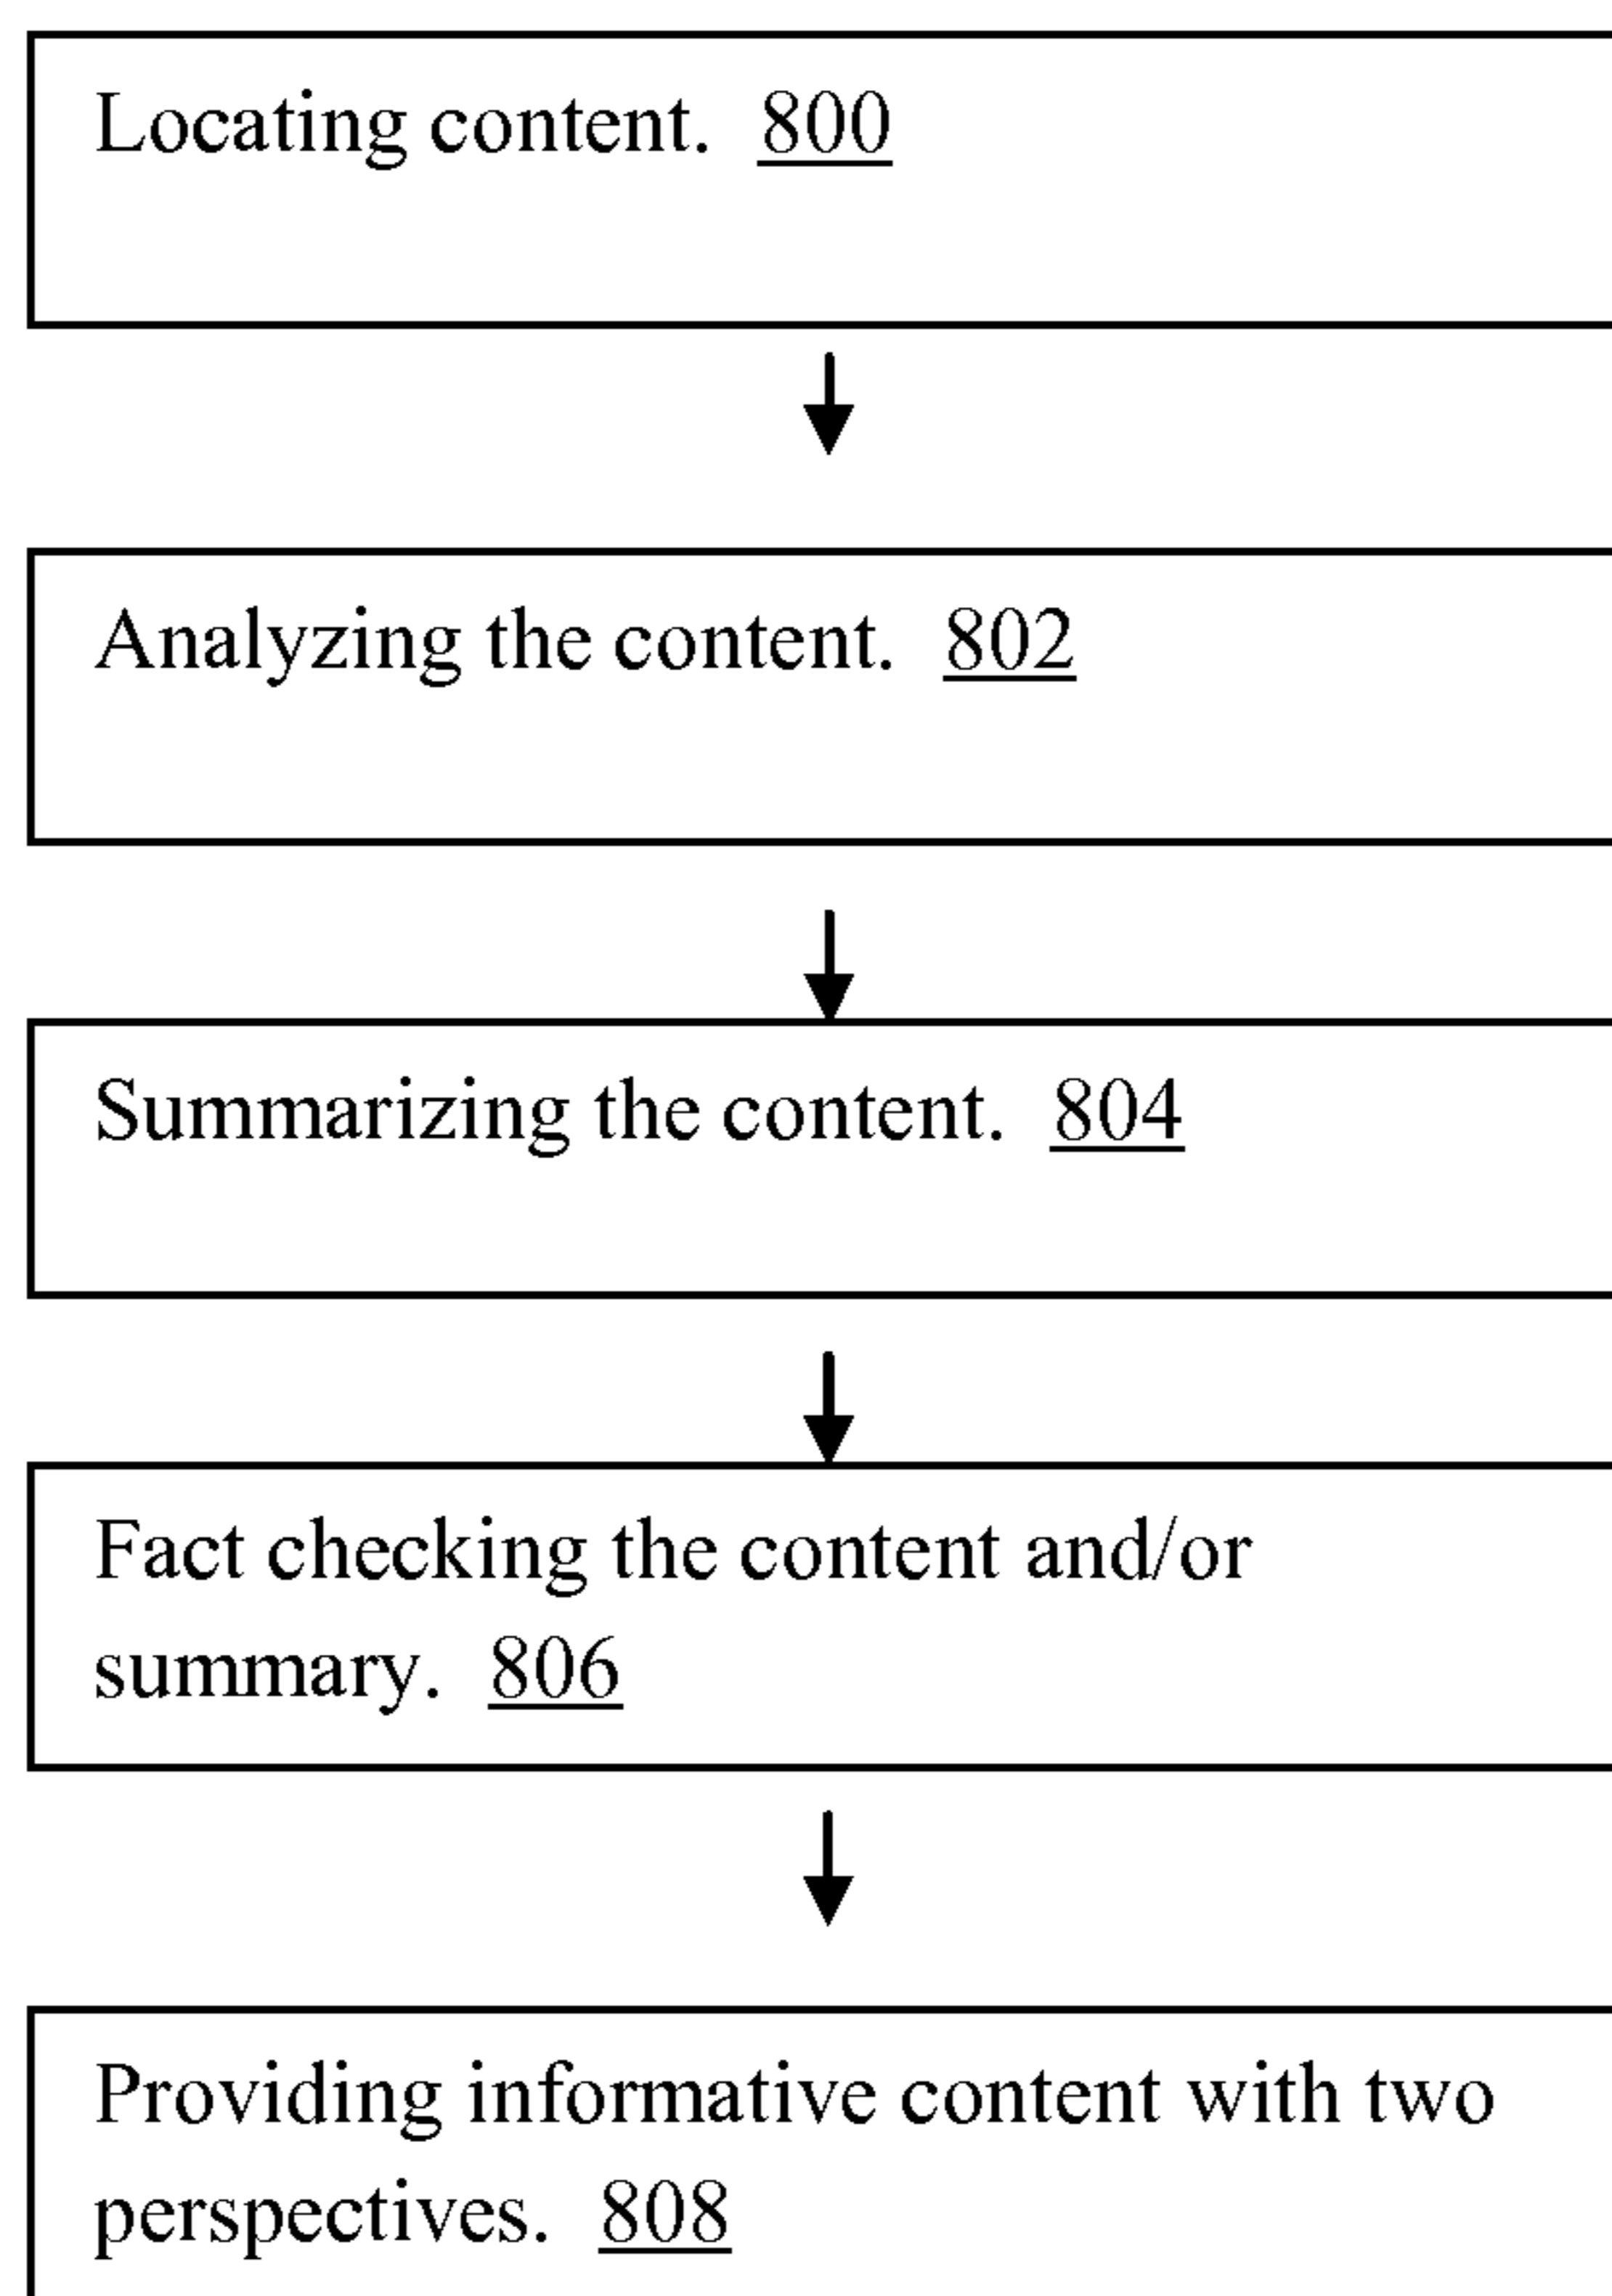 Locating content. 800
Analyzing the content. 802
Summarizing the content. 804
Fact checking the content and/or
summary. 806
Providing informative content with two
perspectives. 808